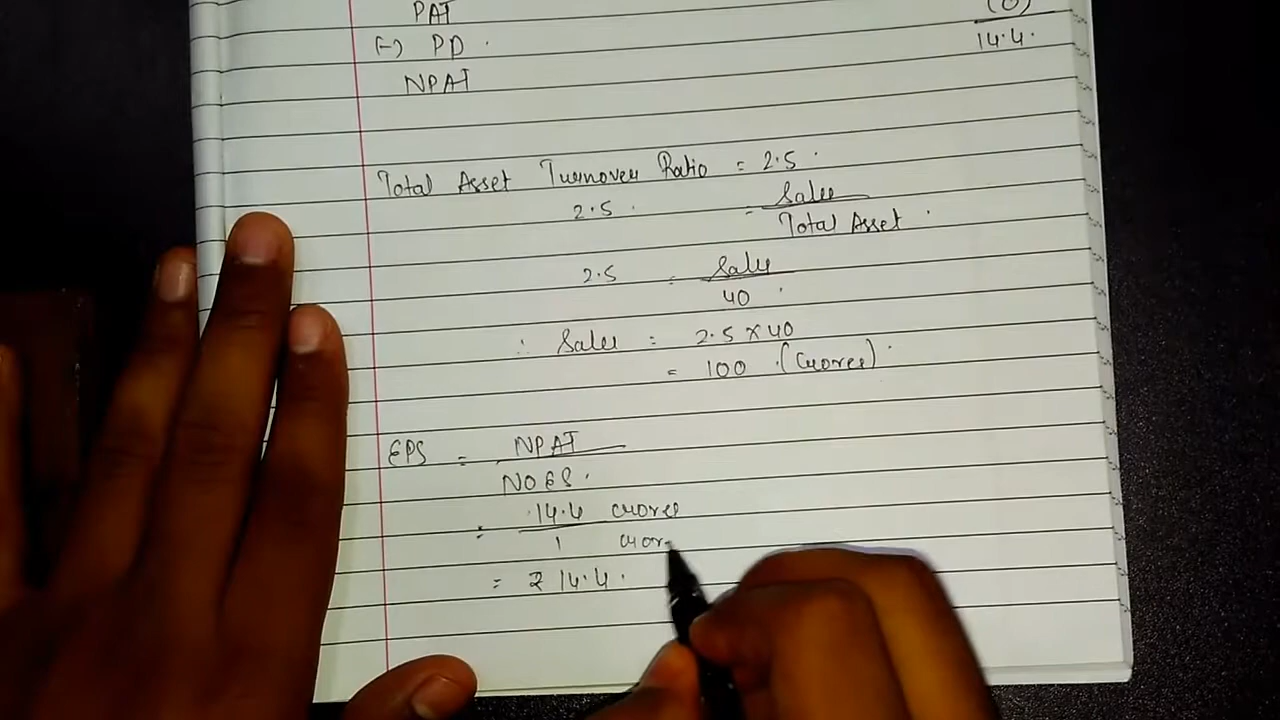 PAT (0)
(-) PD . 14.4.
NPAT
Total Asset Turnover Ratio = 2.5 .
2.5 . = Sales
Total Asset .
2.5 = Sales
40 .
∴ Sales = 2.5 x 40
= 100 (Crores) .
EPS = NPAT
NOES .
= 14.4 crores
1 cror
= ₹ 14.4 .